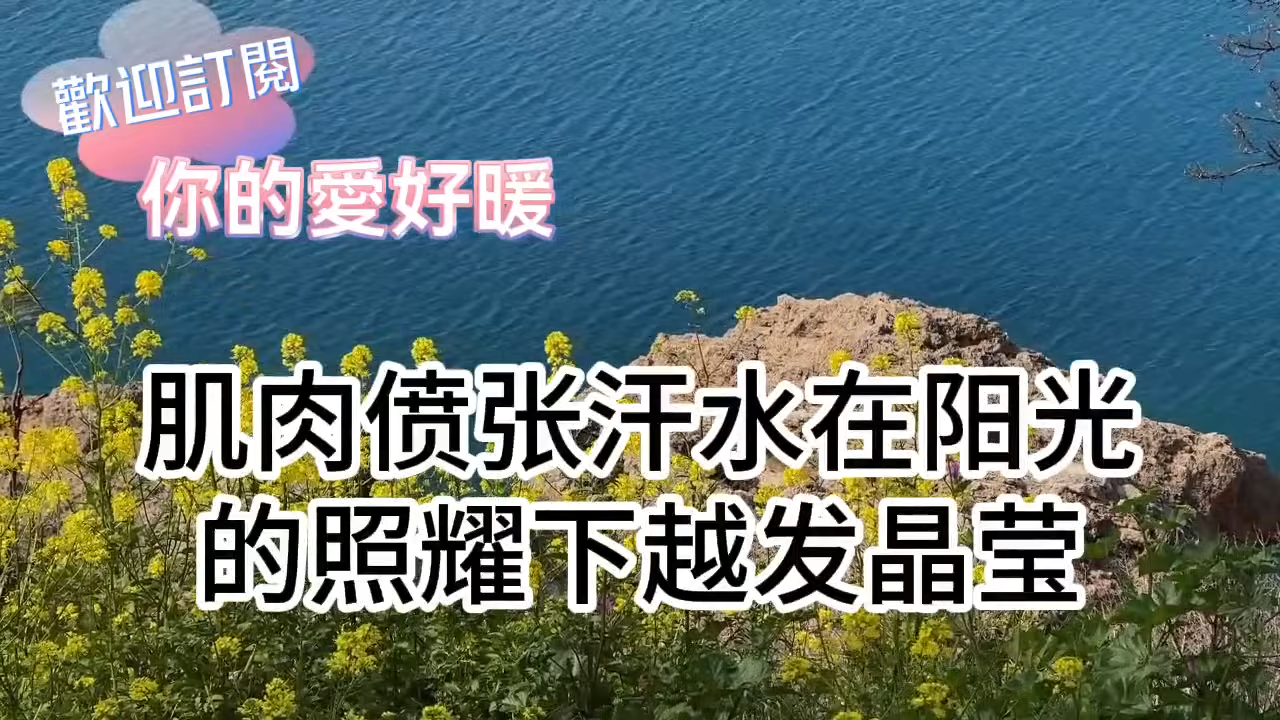 歡迎訂閱
你的愛好暖
肌肉偾张汗水在阳光
的照耀下越发晶莹